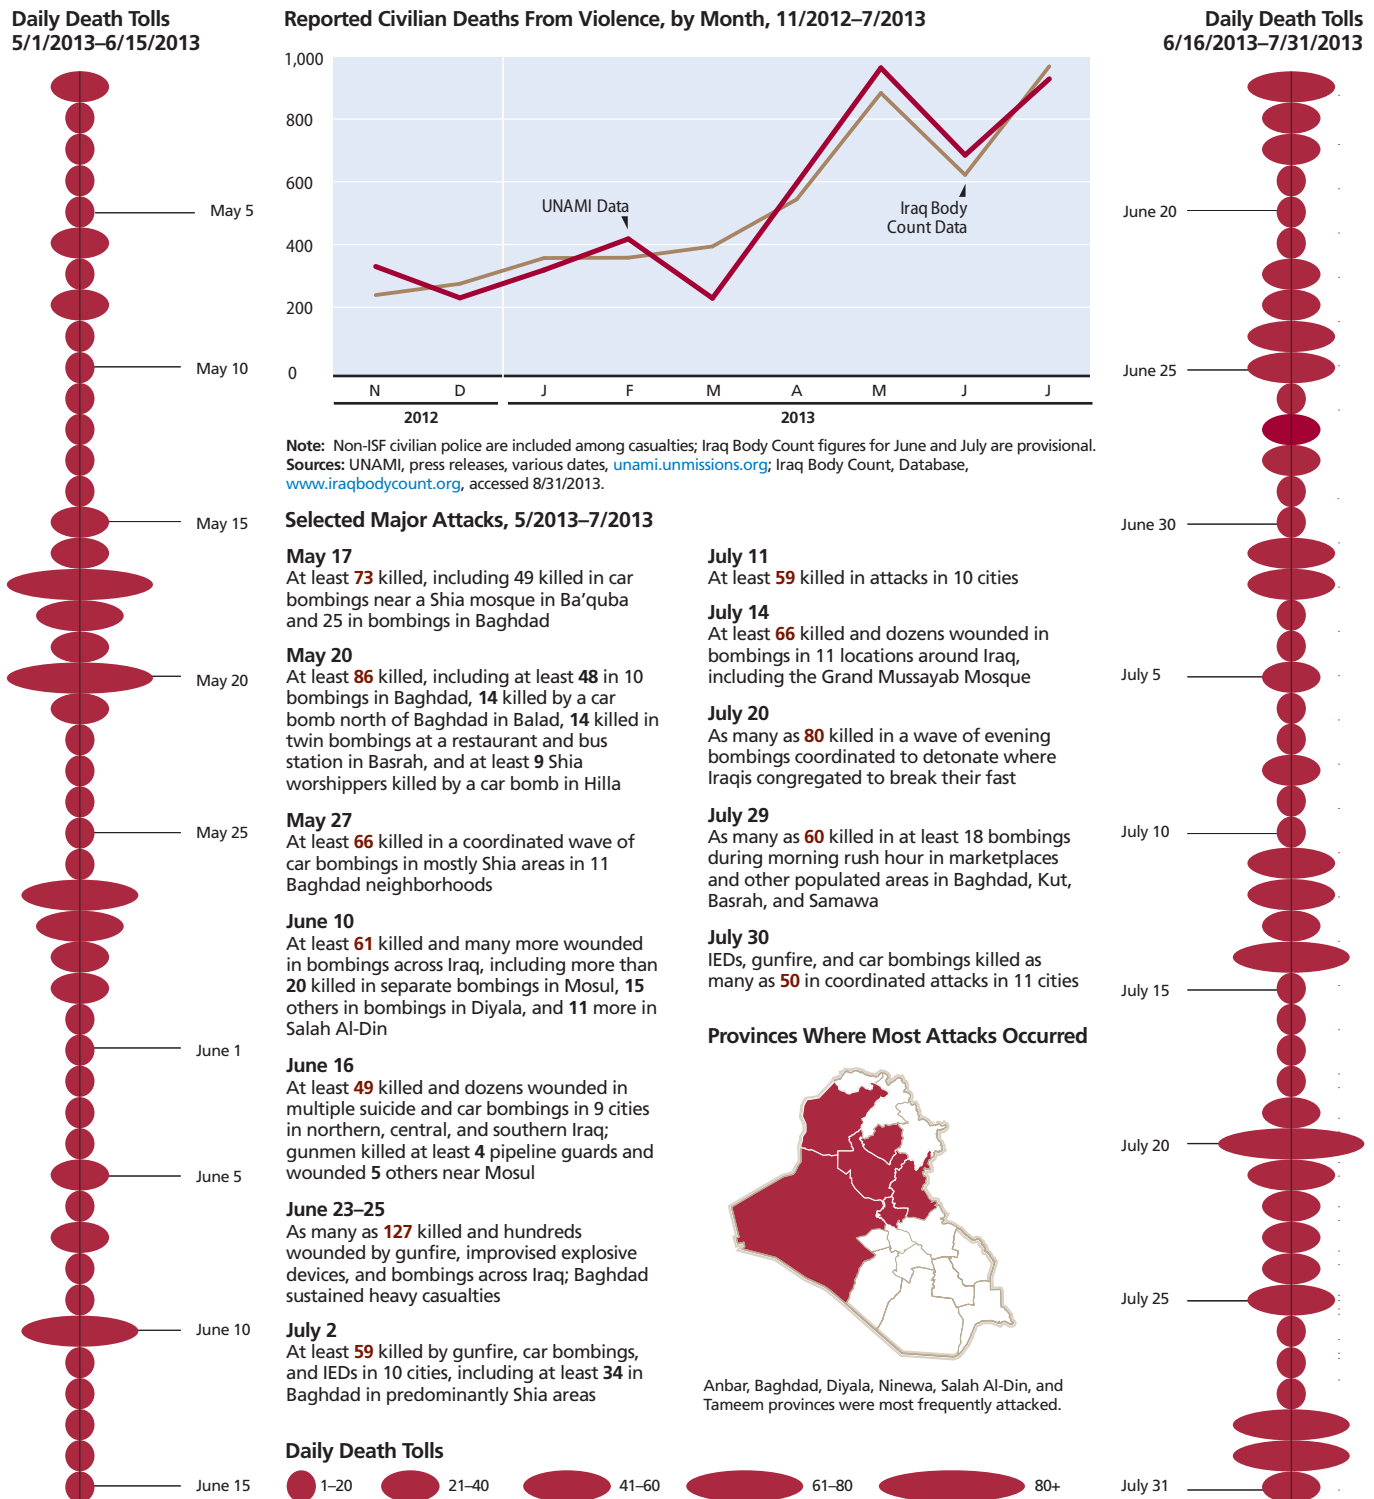 Daily Death Tolls
5/1/2013–6/15/2013
May 5
May 10
May 15
May 20
May 25
June 1
June 5
June 10
June 15
Reported Civilian Deaths From Violence, by Month, 11/2012–7/2013
1,000
800
600
400
200
0
UNAMI Data
Iraq Body
Count Data
N D J F M A M J J
2012 2013
Note: Non-ISF civilian police are included among casualties; Iraq Body Count figures for June and July are provisional.
Sources: UNAMI, press releases, various dates, unami.unmissions.org; Iraq Body Count, Database,
www.iraqbodycount.org, accessed 8/31/2013.
Selected Major Attacks, 5/2013–7/2013
May 17
At least 73 killed, including 49 killed in car
bombings near a Shia mosque in Ba’quba
and 25 in bombings in Baghdad
May 20
At least 86 killed, including at least 48 in 10
bombings in Baghdad, 14 killed by a car
bomb north of Baghdad in Balad, 14 killed in
twin bombings at a restaurant and bus
station in Basrah, and at least 9 Shia
worshippers killed by a car bomb in Hilla
May 27
At least 66 killed in a coordinated wave of
car bombings in mostly Shia areas in 11
Baghdad neighborhoods
June 10
At least 61 killed and many more wounded
in bombings across Iraq, including more than
20 killed in separate bombings in Mosul, 15
others in bombings in Diyala, and 11 more in
Salah Al-Din
June 16
At least 49 killed and dozens wounded in
multiple suicide and car bombings in 9 cities
in northern, central, and southern Iraq;
gunmen killed at least 4 pipeline guards and
wounded 5 others near Mosul
June 23–25
As many as 127 killed and hundreds
wounded by gunfire, improvised explosive
devices, and bombings across Iraq; Baghdad
sustained heavy casualties
July 2
At least 59 killed by gunfire, car bombings,
and IEDs in 10 cities, including at least 34 in
Baghdad in predominantly Shia areas
July 11
At least 59 killed in attacks in 10 cities
July 14
At least 66 killed and dozens wounded in
bombings in 11 locations around Iraq,
including the Grand Mussayab Mosque
July 20
As many as 80 killed in a wave of evening
bombings coordinated to detonate where
Iraqis congregated to break their fast
July 29
As many as 60 killed in at least 18 bombings
during morning rush hour in marketplaces
and other populated areas in Baghdad, Kut,
Basrah, and Samawa
July 30
IEDs, gunfire, and car bombings killed as
many as 50 in coordinated attacks in 11 cities
Provinces Where Most Attacks Occurred
Anbar, Baghdad, Diyala, Ninewa, Salah Al-Din, and
Tameem provinces were most frequently attacked.
Daily Death Tolls
1–20 21–40 41–60 61–80 80+
Daily Death Tolls
6/16/2013–7/31/2013
June 20
June 25
June 30
July 5
July 10
July 15
July 20
July 25
July 31